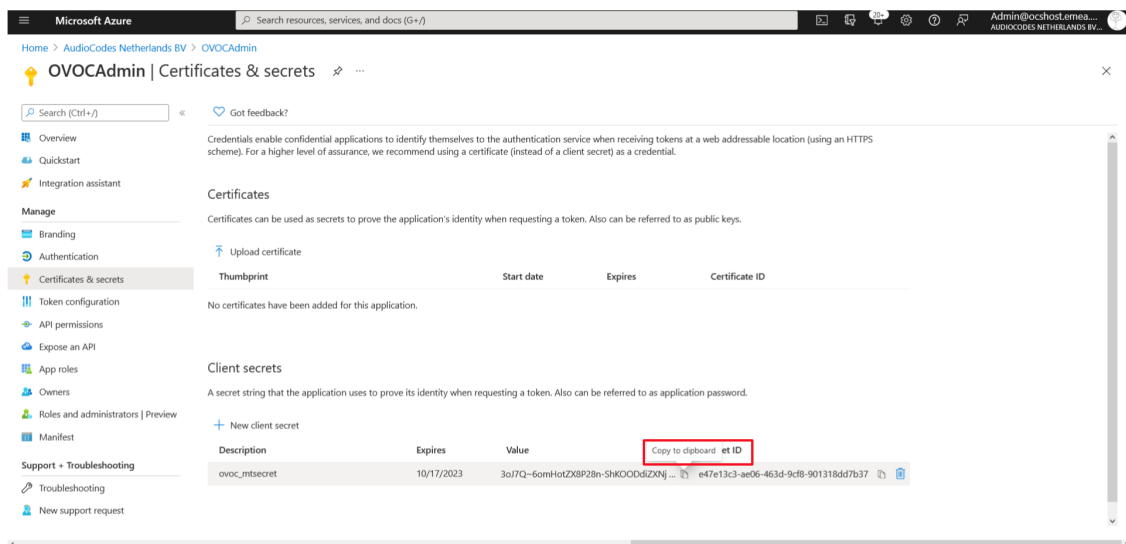 Microsoft Azure
Search resources, services, and docs (G+/)
20+
Admin@ocshost.emea....
AUDIOCODES NETHERLANDS BV...
Home > AudioCodes Netherlands BV > OVOCAdmin
OVOCAdmin | Certificates & secrets
Search (Ctrl+/)
Got feedback?
Overview
Quickstart
Integration assistant
Manage
Branding
Authentication
Certificates & secrets
Token configuration
API permissions
Expose an API
App roles
Owners
Roles and administrators | Preview
Manifest
Support + Troubleshooting
Troubleshooting
New support request
Credentials enable confidential applications to identify themselves to the authentication service when receiving tokens at a web addressable location (using an HTTPS
scheme). For a higher level of assurance, we recommend using a certificate (instead of a client secret) as a credential.
Certificates
Certificates can be used as secrets to prove the application's identity when requesting a token. Also can be referred to as public keys.
Upload certificate
Thumbprint Start date Expires Certificate ID
No certificates have been added for this application.
Client secrets
A secret string that the application uses to prove its identity when requesting a token. Also can be referred to as application password.
New client secret
Description Expires Value Copy to clipboard et ID
ovoc_mtsecret 10/17/2023 3oJ7Q~6omHotZX8P28n-ShKOODdiZXNj ... e47e13c3-ae06-463d-9cf8-901318dd7b37